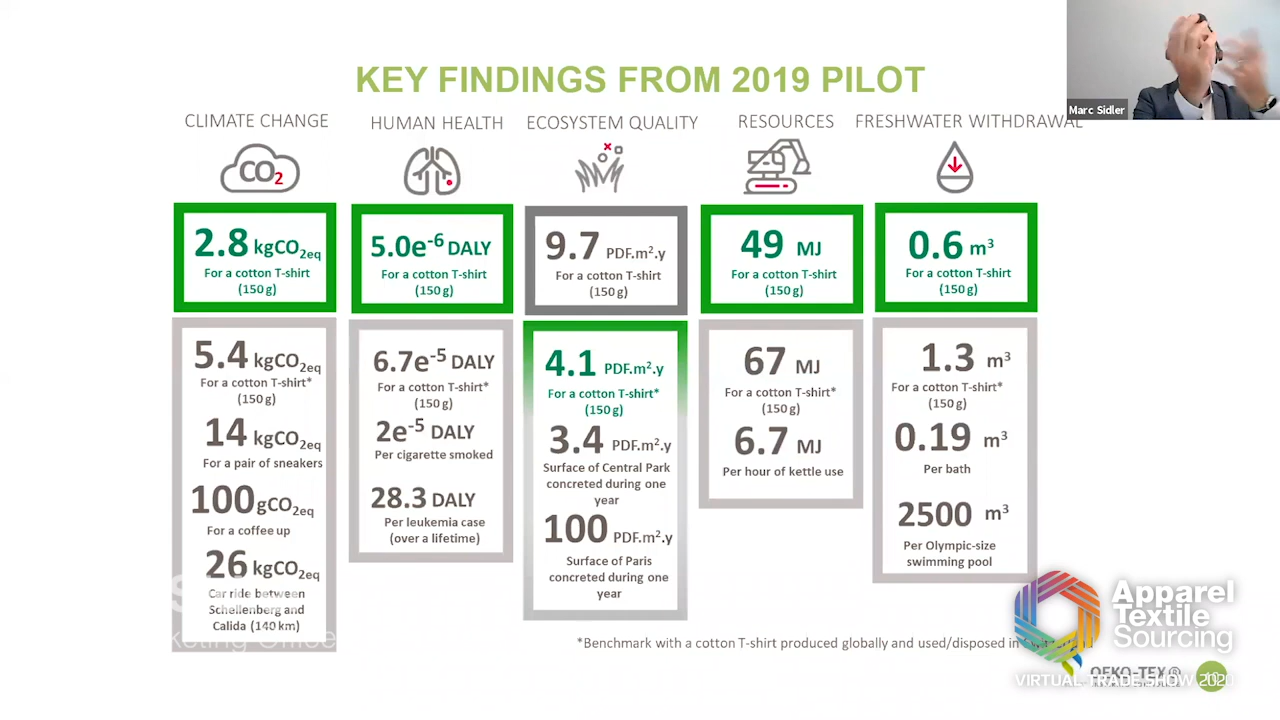 KEY FINDINGS FROM 2019 PILOT
Marc Sidler
CLIMATE CHANGE
CO2
2.8 kgCO2eq
For a cotton T-shirt
(150 g)
5.4 kgCO2eq
For a cotton T-shirt*
(150 g)
14 kgCO2eq
For a pair of sneakers
100 gCO2eq
For a coffee up
26 kgCO2eq
Car ride between
Schellenberg and
Calida (140 km)
HUMAN HEALTH
5.0e-6 DALY
For a cotton T-shirt
(150 g)
6.7e-5 DALY
For a cotton T-shirt*
(150 g)
2e-5 DALY
Per cigarette smoked
28.3 DALY
Per leukemia case
(over a lifetime)
ECOSYSTEM QUALITY
9.7 PDF.m2.y
For a cotton T-shirt
(150 g)
4.1 PDF.m2.y
For a cotton T-shirt*
(150 g)
3.4 PDF.m2.y
Surface of Central Park
concreted during one
year
100 PDF.m2.y
Surface of Paris
concreted during one
year
RESOURCES
49 MJ
For a cotton T-shirt
(150 g)
67 MJ
For a cotton T-shirt*
(150 g)
6.7 MJ
Per hour of kettle use
FRESHWATER WITHDRAWAL
0.6 m3
For a cotton T-shirt
(150 g)
1.3 m3
For a cotton T-shirt*
(150 g)
0.19 m3
Per bath
2500 m3
Per Olympic-size
swimming pool
*Benchmark with a cotton T-shirt produced globally and used/disposed in
Apparel
Textile
Sourcing
OEKO-TEX®
VIRTUAL TRADE SHOW 2020